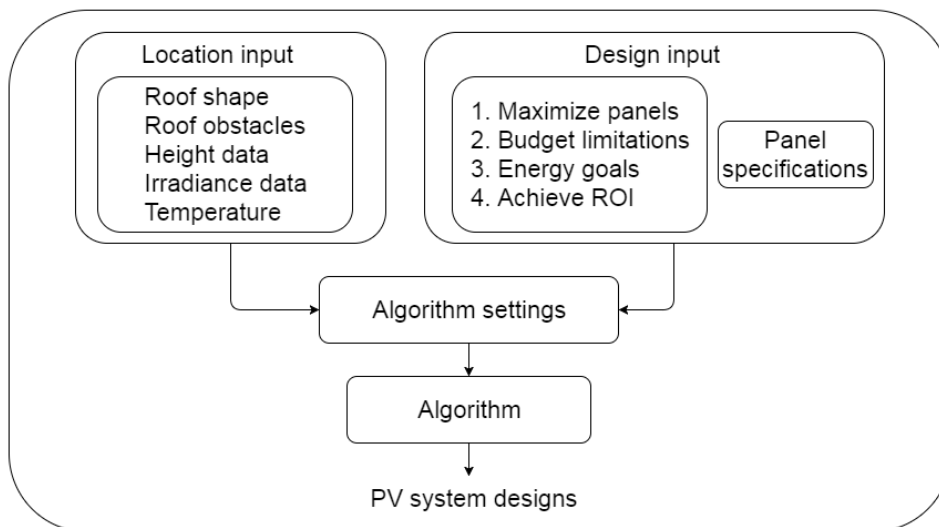 Location input
Roof shape
Roof obstacles
Height data
Irradiance data
Temperature
Design input
1. Maximize panels
2. Budget limitations
3. Energy goals
4. Achieve ROI
Panel
specifications
Algorithm settings
Algorithm
PV system designs